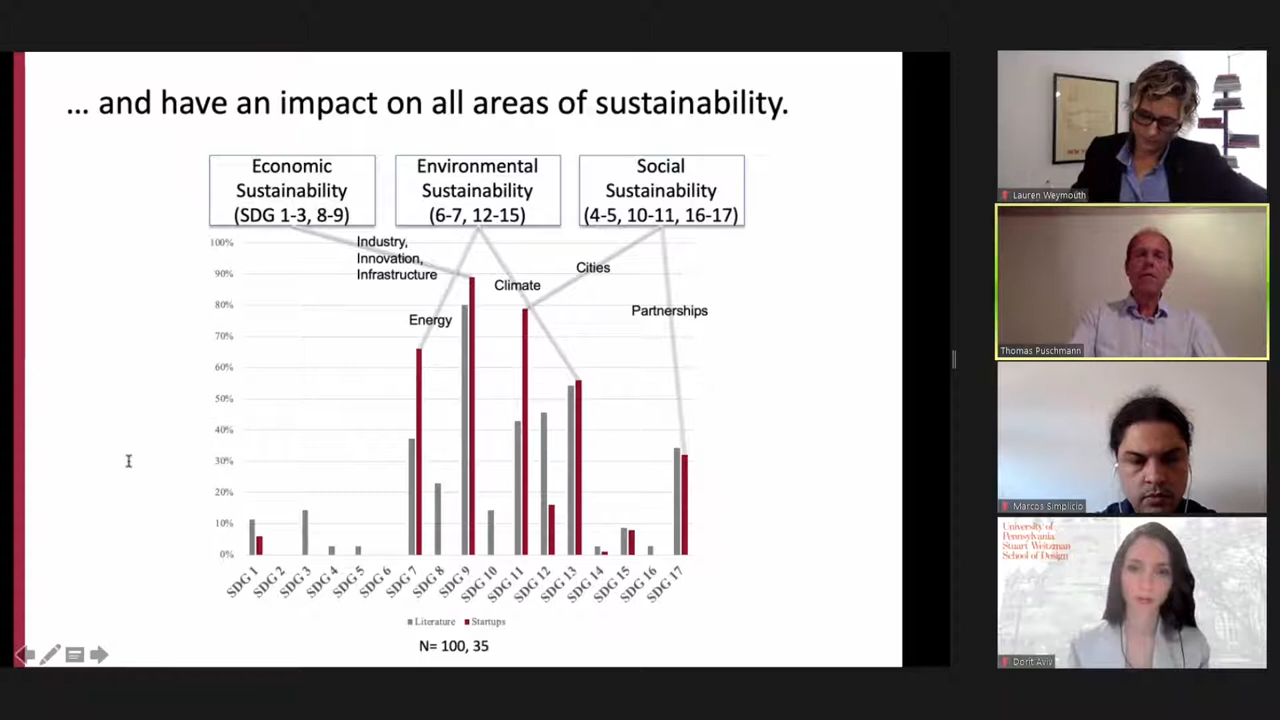 ... and have an impact on all areas of sustainability.
Economic
Sustainability
(SDG 1-3, 8-9)
Environmental
Sustainability
(6-7, 12-15)
Social
Sustainability
(4-5, 10-11, 16-17)
Industry,
Innovation,
Infrastructure
Energy
Climate
Cities
Partnerships
100%
90%
80%
70%
60%
50%
40%
30%
20%
10%
0%
SDG 1
SDG 2
SDG 3
SDG 4
SDG 5
SDG 6
SDG 7
SDG 8
SDG 9
SDG 10
SDG 11
SDG 12
SDG 13
SDG 14
SDG 15
SDG 16
SDG 17
Literature Startups
N= 100, 35
Lauren Weymouth
Thomas Puschmann
Marcos Simplicio
University of
Pennsylvania
Stuart Weitzman
School of Design
Dorit Aviv